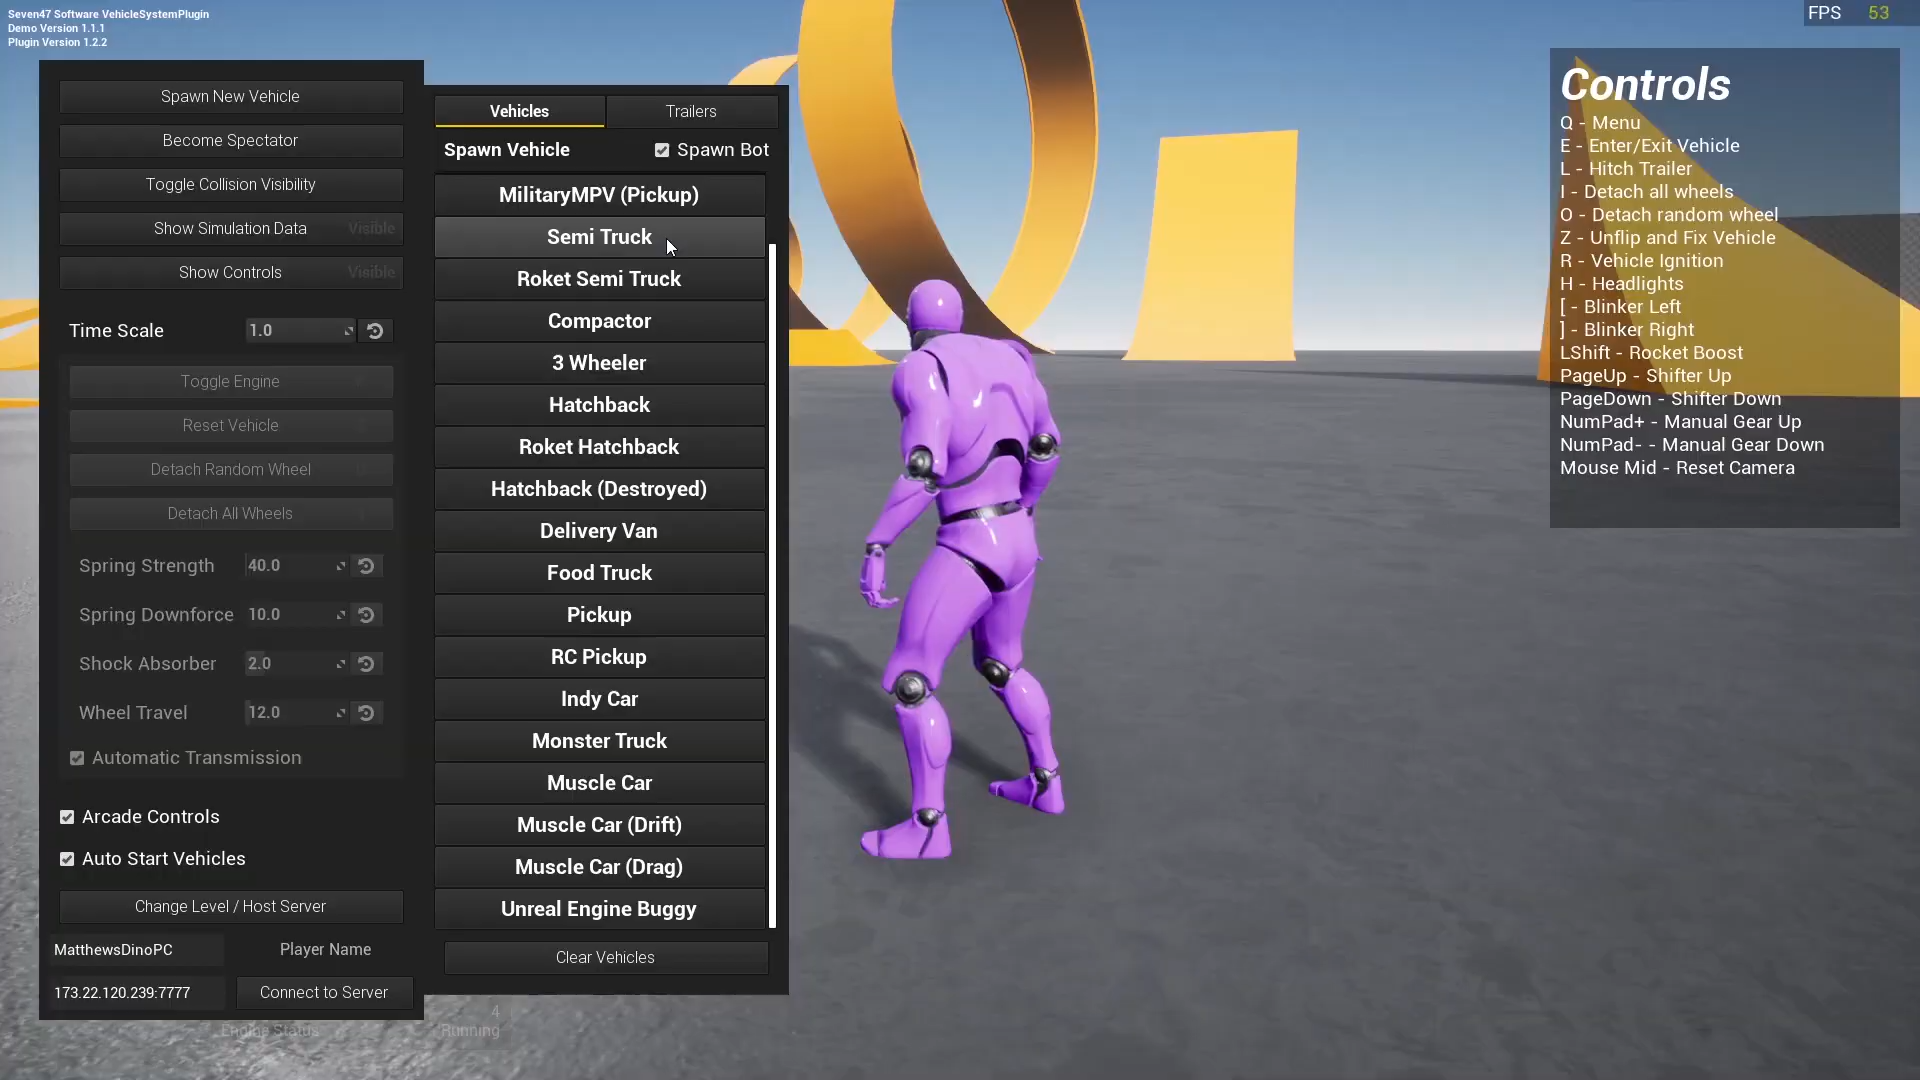 Seven47 Software VehicleSystemPlugin
Demo Version 1.1.1
Plugin Version 1.2.2
FPS 53
Spawn New Vehicle
Become Spectator
Toggle Collision Visibility
Show Simulation Data Visible
Show Controls Visible
Time Scale 1.0
Toggle Engine
Reset Vehicle
Detach Random Wheel
Detach All Wheels
Spring Strength 40.0
Spring Downforce 10.0
Shock Absorber 2.0
Wheel Travel 12.0
Automatic Transmission
Arcade Controls
Auto Start Vehicles
Change Level / Host Server
MatthewsDinoPC Player Name
173.22.120.239:7777 Connect to Server
Vehicles Trailers
Spawn Vehicle Spawn Bot
MilitaryMPV (Pickup)
Semi Truck
Roket Semi Truck
Compactor
3 Wheeler
Hatchback
Roket Hatchback
Hatchback (Destroyed)
Delivery Van
Food Truck
Pickup
RC Pickup
Indy Car
Monster Truck
Muscle Car
Muscle Car (Drift)
Muscle Car (Drag)
Unreal Engine Buggy
Clear Vehicles
4
Engine Status Running
Controls
Q - Menu
E - Enter/Exit Vehicle
L - Hitch Trailer
I - Detach all wheels
O - Detach random wheel
Z - Unflip and Fix Vehicle
R - Vehicle Ignition
H - Headlights
[ - Blinker Left
] - Blinker Right
LShift - Rocket Boost
PageUp - Shifter Up
PageDown - Shifter Down
NumPad+ - Manual Gear Up
NumPad- - Manual Gear Down
Mouse Mid - Reset Camera